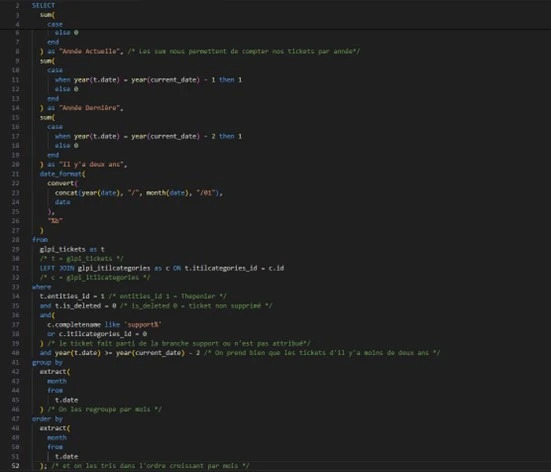 2 SELECT
3 sum(
4 case
6 else 0
7 end
8 ) as "Année Actuelle", /* Les sum nous permettent de compter nos tickets par année*/
9 sum(
10 case
11 when year(t.date) = year(current_date) - 1 then 1
12 else 0
13 end
14 ) as "Année Dernière",
15 sum(
16 case
17 when year(t.date) = year(current_date) - 2 then 1
18 else 0
19 end
20 ) as "Il y'a deux ans",
21 date_format(
22 convert(
23 concat(year(date), "/", month(date), "/01"),
24 date
25 ),
26 "%b"
27 )
28 from
29 glpi_tickets as t
30 /* t = glpi_tickets */
31 LEFT JOIN glpi_itilcategories as c ON t.itilcategories_id = c.id
32 /* c = glpi_itilcategories */
33 where
34 t.entities_id = 1 /* entities_id 1 = Thepenier */
35 and t.is_deleted = 0 /* is_deleted 0 = ticket non supprimé */
36 and(
37 c.completename like 'support%'
38 or c.itilcategories_id = 0
39 ) /* le ticket fait parti de la branche support ou n'est pas attribué*/
40 and year(t.date) >= year(current_date) - 2 /* On prend bien que les tickets d'il y'a moins de deux ans */
41 group by
42 extract(
43 month
44 from
45 t.date
46 ) /* On les regroupe par mois */
47 order by
48 extract(
49 month
50 from
51 t.date
52 ); /* et on les tris dans l'ordre croissant par mois */